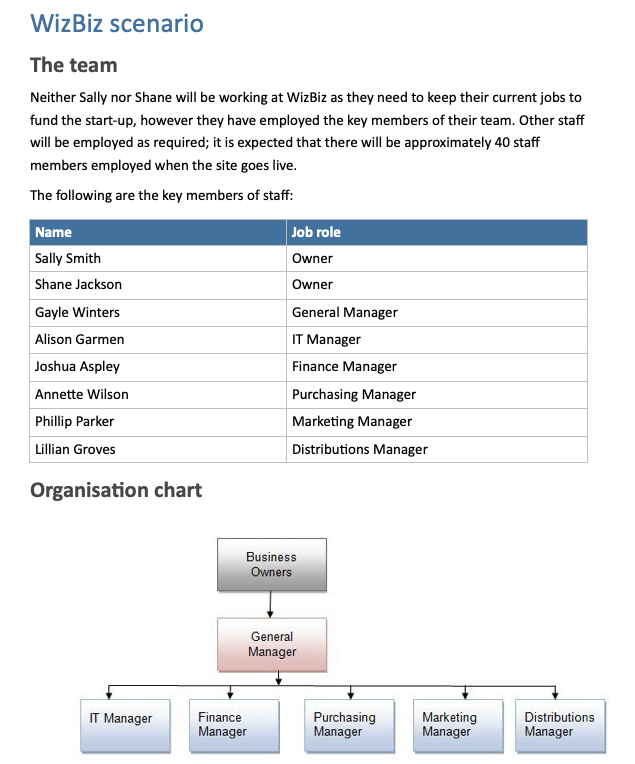 WizBiz scenario
The team
Neither Sally nor Shane will be working at WizBiz as they need to keep their current jobs to
fund the start-up, however they have employed the key members of their team. Other staff
will be employed as required; it is expected that there will be approximately 40 staff
members employed when the site goes live.
The following are the key members of staff:
Name Job role
Sally Smith Owner
Shane Jackson Owner
Gayle Winters General Manager
Alison Garmen IT Manager
Joshua Aspley Finance Manager
Annette Wilson Purchasing Manager
Phillip Parker Marketing Manager
Lillian Groves Distributions Manager
Organisation chart
Business
Owners
General
Manager
IT Manager
Finance
Manager
Purchasing
Manager
Marketing
Manager
Distributions
Manager